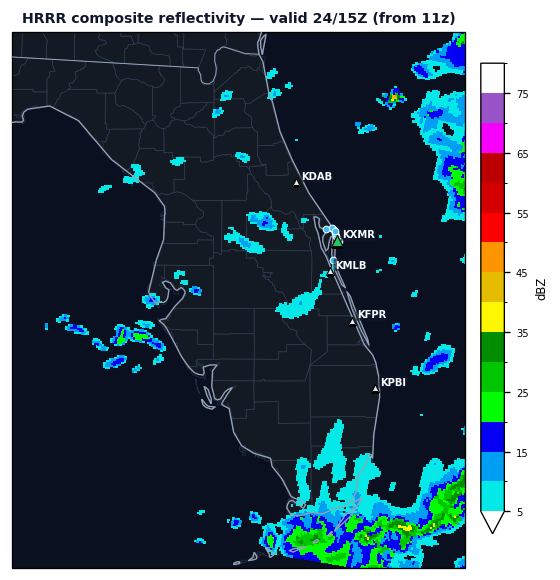 HRRR composite reflectivity — valid 24/15Z (from 11z)
75
65
KDAB
55
KXMR
45
KMLB
dBZ
KFPR
35
KPBI
25
15
5